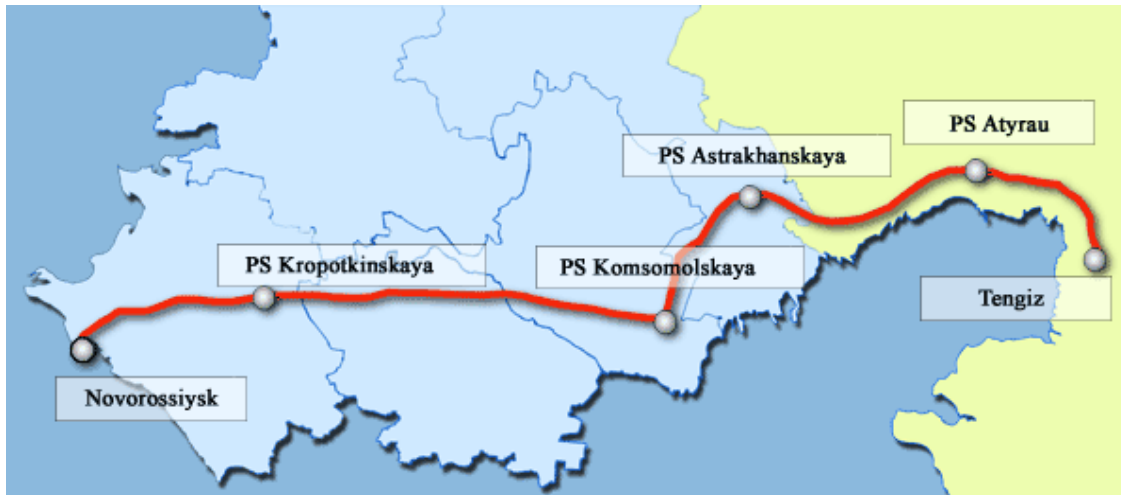 PS Atyrau
PS Astrakhanskaya
PS Kropotkinskaya
PS Komsomolskaya
Tengiz
Novorossiysk